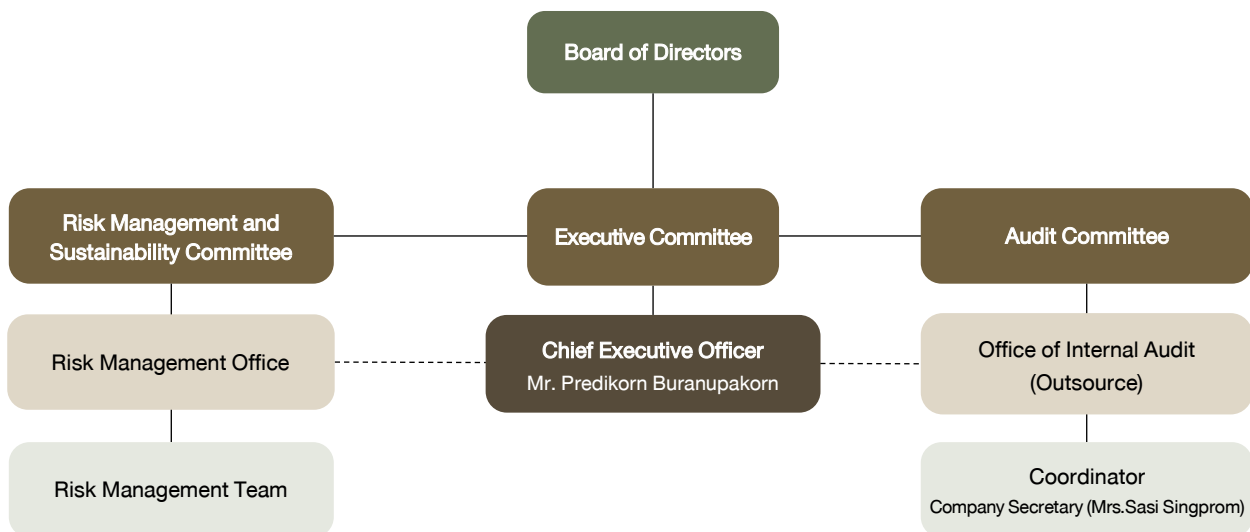 Board of Directors
Risk Management and
Sustainability Committee
Executive Committee
Audit Committee
Risk Management Office
Chief Executive Officer
Mr. Predikorn Buranupakorn
Office of Internal Audit
(Outsource)
Risk Management Team
Coordinator
Company Secretary (Mrs.Sasi Singprom)